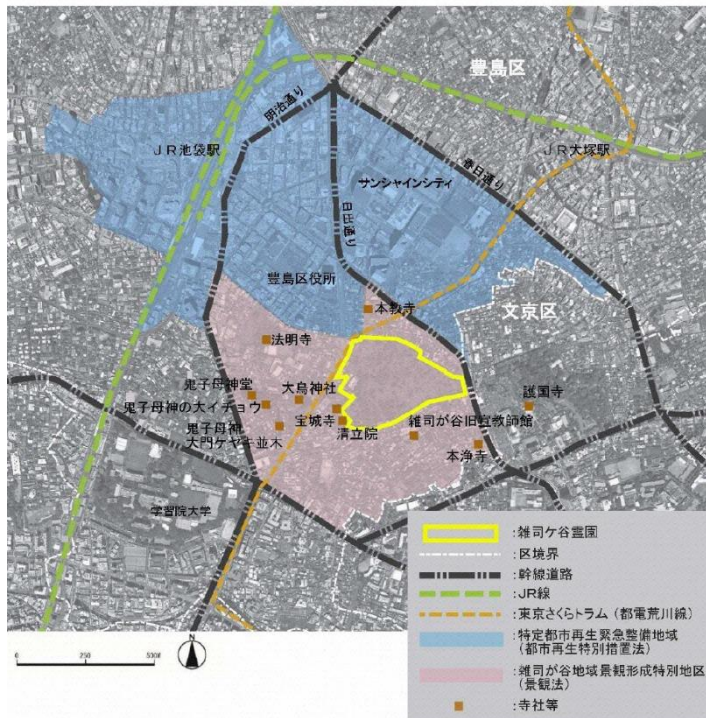 豊島区
明治通り
JR池袋駅
JR大塚駅
春日通り
サンシャインシティ
日出通り
豊島区役所
文京区
本教寺
法明寺
鬼子母神堂
大鳥神社
護国寺
鬼子母神の大イチョウ
宝城寺
雑司が谷旧宣教師館
鬼子母神
大門ケヤキ並木
清立院
本浄寺
学習院大学
:雑司ケ谷霊園
:区境界
:幹線道路
:JR線
:東京さくらトラム(都電荒川線)
:特定都市再生緊急整備地域
(都市再生特別措置法)
:雑司が谷地域景観形成特別地区
(景観法)
:寺社等
N
0 250 500m